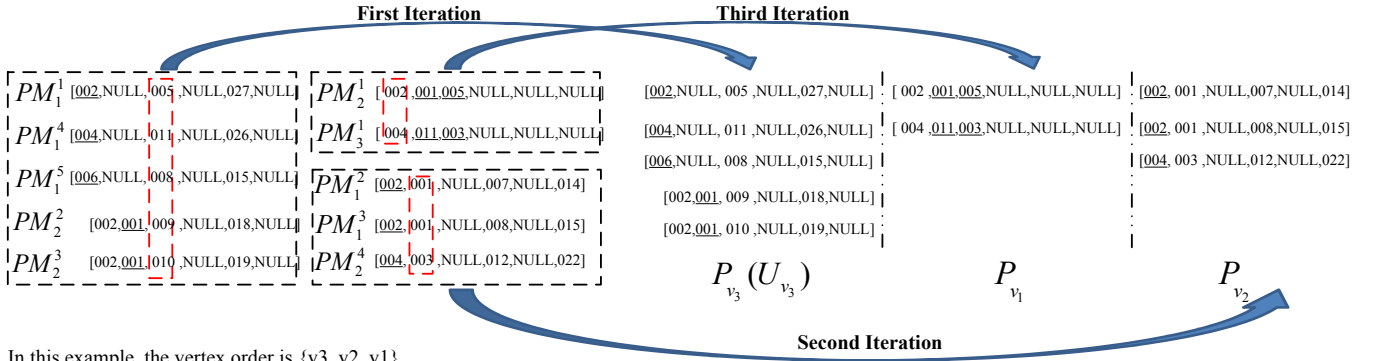 First Iteration
Third Iteration
PM_1^1 [002,NULL, 005 ,NULL,027,NULL]
PM_1^4 [004,NULL, 011 ,NULL,026,NULL]
PM_1^5 [006,NULL, 008 ,NULL,015,NULL]
PM_2^2 [002,001, 009 ,NULL,018,NULL]
PM_2^3 [002,001, 010 ,NULL,019,NULL]
PM_2^1 [ 002 ,001,005,NULL,NULL,NULL]
PM_3^1 [ 004 ,011,003,NULL,NULL,NULL]
PM_1^2 [002, 001 ,NULL,007,NULL,014]
PM_1^3 [002, 001 ,NULL,008,NULL,015]
PM_2^4 [004, 003 ,NULL,012,NULL,022]
[002,NULL, 005 ,NULL,027,NULL]
[004,NULL, 011 ,NULL,026,NULL]
[006,NULL, 008 ,NULL,015,NULL]
[002,001, 009 ,NULL,018,NULL]
[002,001, 010 ,NULL,019,NULL]
P_{v_3} (U_{v_3})
[ 002 ,001,005,NULL,NULL,NULL]
[ 004 ,011,003,NULL,NULL,NULL]
P_{v_1}
[002, 001 ,NULL,007,NULL,014]
[002, 001 ,NULL,008,NULL,015]
[004, 003 ,NULL,012,NULL,022]
P_{v_2}
Second Iteration
In this example, the vertex order is {v3, v2, v1}